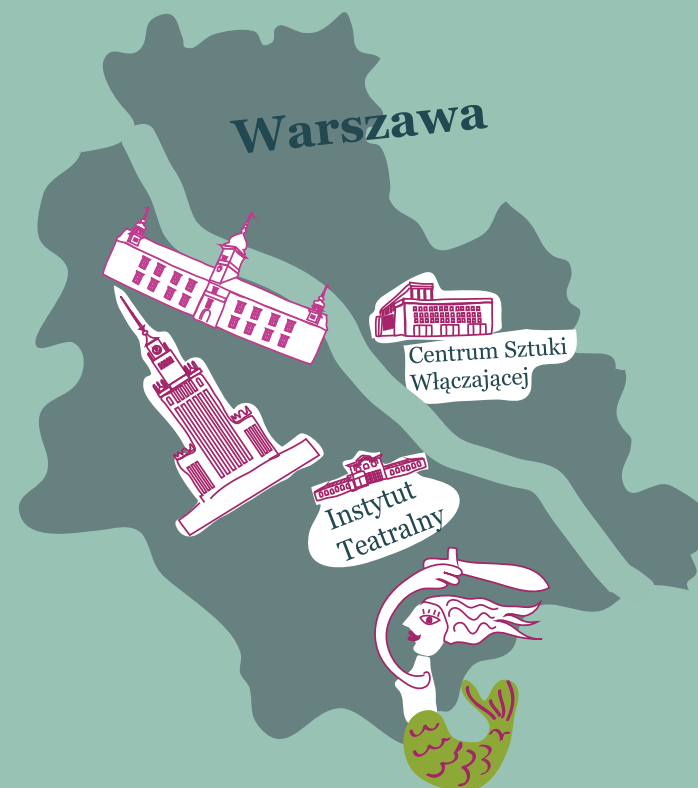 Warszawa
Centrum Sztuki
Włączającej
Instytut
Teatralny